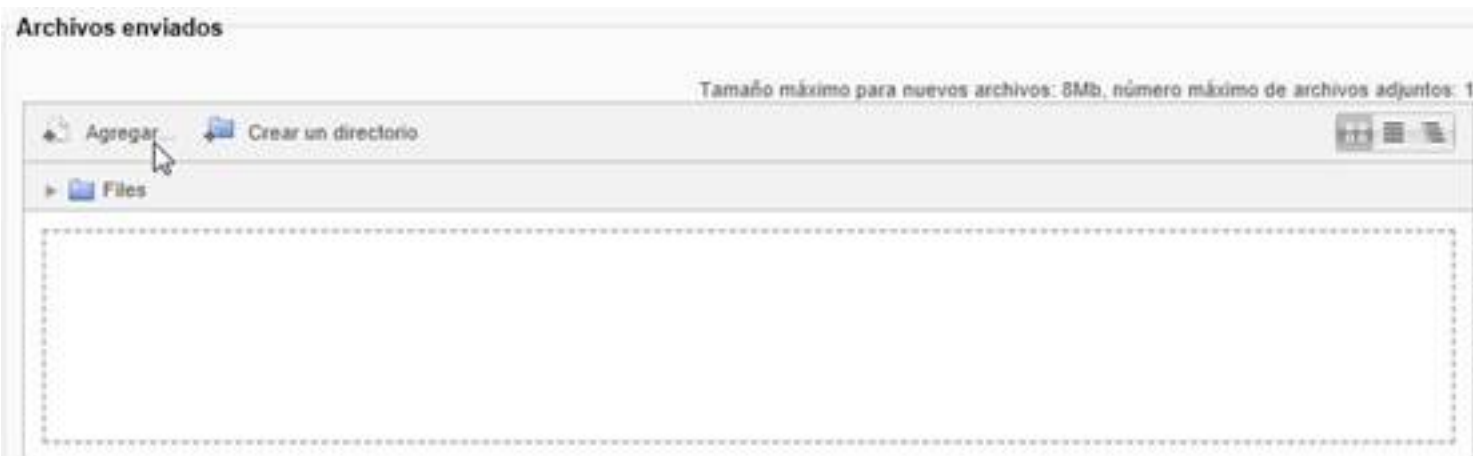 Archivos enviados
Tamaño máximo para nuevos archivos: 8Mb, número máximo de archivos adjuntos: 1
Agregar... Crear un directorio
Files